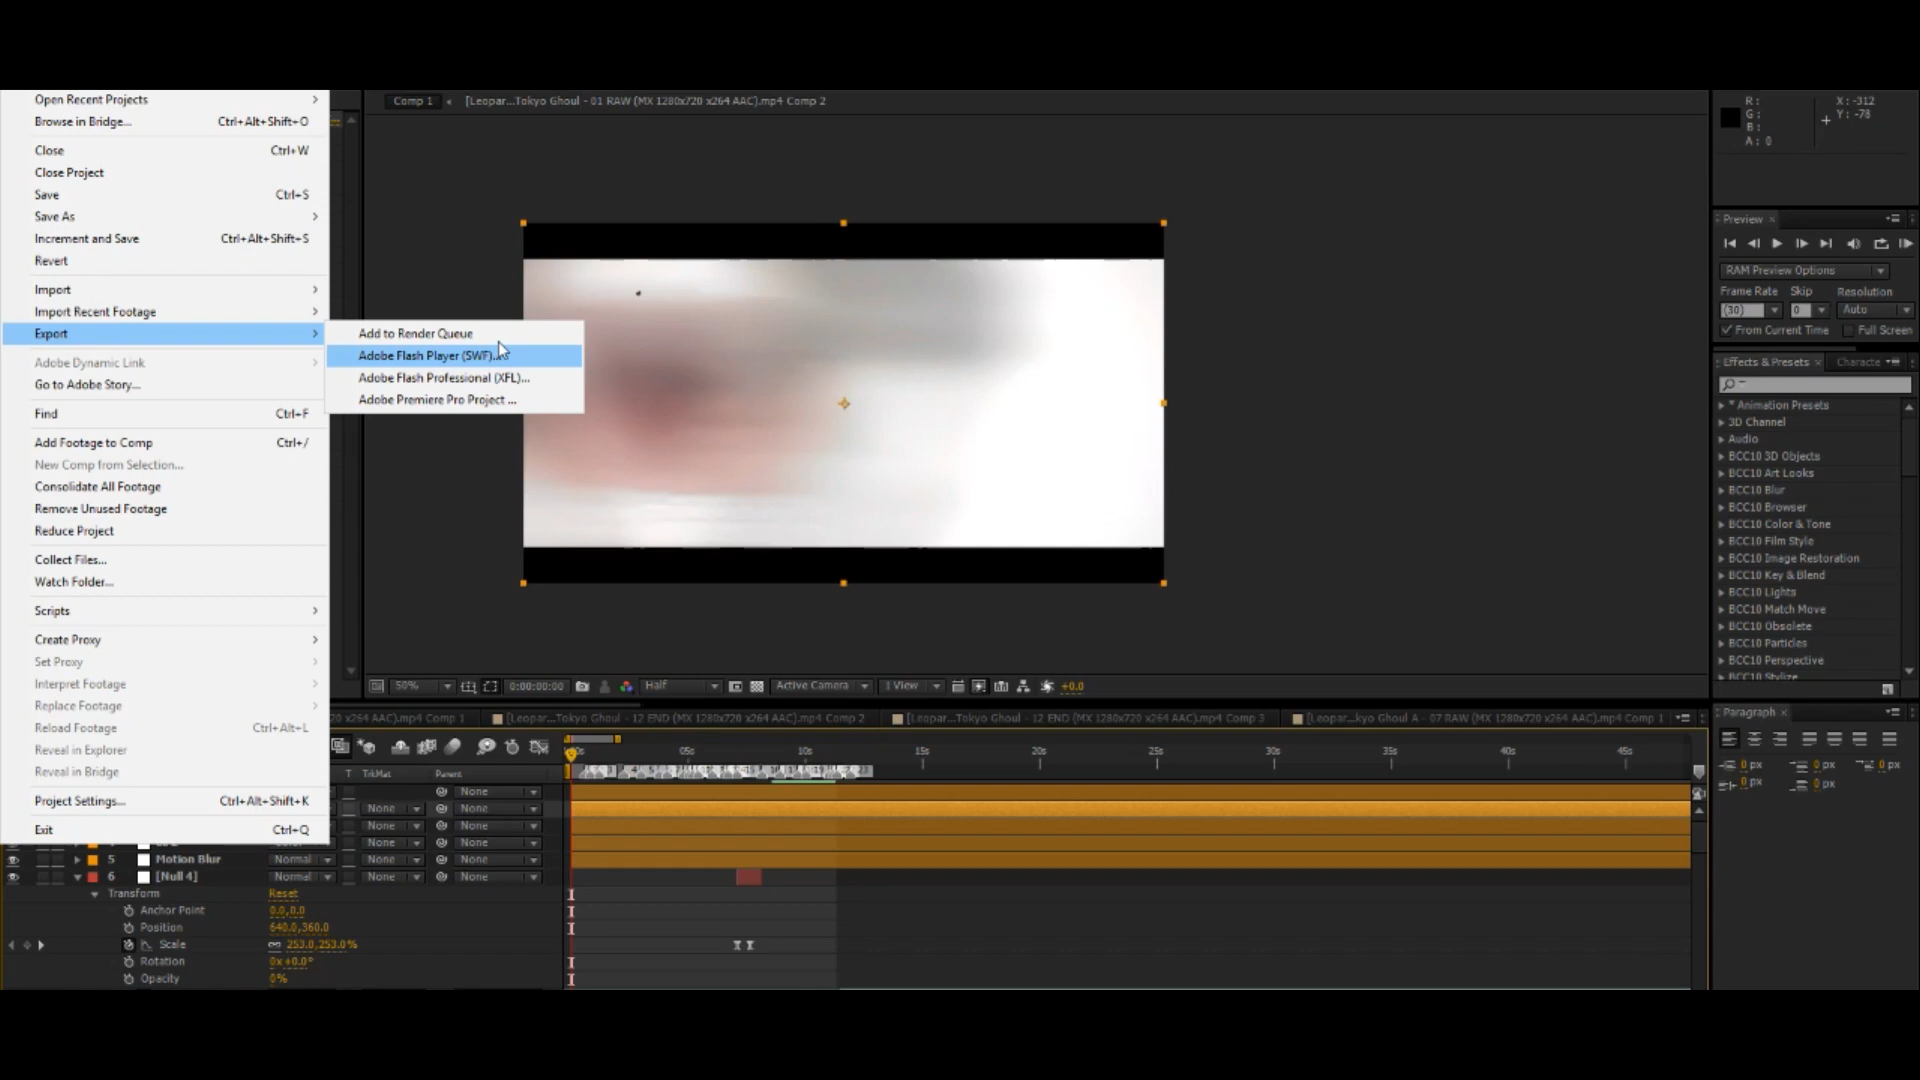 Open Recent Projects
Browse in Bridge... Ctrl+Alt+Shift+O
Close Ctrl+W
Close Project
Save Ctrl+S
Save As
Increment and Save Ctrl+Alt+Shift+S
Revert
Import
Import Recent Footage
Export
Adobe Dynamic Link
Go to Adobe Story...
Find Ctrl+F
Add Footage to Comp Ctrl+/
New Comp from Selection...
Consolidate All Footage
Remove Unused Footage
Reduce Project
Collect Files...
Watch Folder...
Scripts
Create Proxy
Set Proxy
Interpret Footage
Replace Footage
Reload Footage Ctrl+Alt+L
Reveal in Explorer
Reveal in Bridge
Project Settings... Ctrl+Alt+Shift+K
Exit Ctrl+Q
Add to Render Queue
Adobe Flash Player (SWF)...
Adobe Flash Professional (XFL)...
Adobe Premiere Pro Project ...
Comp 1 [Leopar...Tokyo Ghoul - 01 RAW (MX 1280x720 x264 AAC).mp4 Comp 2
R: X: -312
G: Y: -78
B:
A: 0
Preview
RAM Preview Options
Frame Rate Skip Resolution
(30) 0 Auto
From Current Time Full Screen
Effects & Presets Characte
* Animation Presets
3D Channel
Audio
BCC10 3D Objects
BCC10 Art Looks
BCC10 Blur
BCC10 Browser
BCC10 Color & Tone
BCC10 Film Style
BCC10 Image Restoration
BCC10 Key & Blend
BCC10 Lights
BCC10 Match Move
BCC10 Obsolete
BCC10 Particles
BCC10 Perspective
BCC10 Stylize
50% 0:00:00:00 Half Active Camera 1 View +0.0
20 x264 AAC).mp4 Comp 1 [Leopar...Tokyo Ghoul - 12 END (MX 1280x720 x264 AAC).mp4 Comp 2 [Leopar...Tokyo Ghoul - 12 END (MX 1280x720 x264 AAC).mp4 Comp 3 [Leopar...kyo Ghoul A - 07 RAW (MX 1280x720 x264 AAC).mp4 Comp 1
Paragraph
0 px 0 px 0 px
0 px 0 px
05s 10s 15s 20s 25s 30s 35s 40s 45s
T TrkMat Parent
None
None None
None None
None None
5 Motion Blur Normal None None
6 [Null 4] Normal None None
Transform Reset
Anchor Point 0.0,0.0
Position 640.0,360.0
Scale 253.0,253.0%
Rotation 0x+0.0°
Opacity 0%